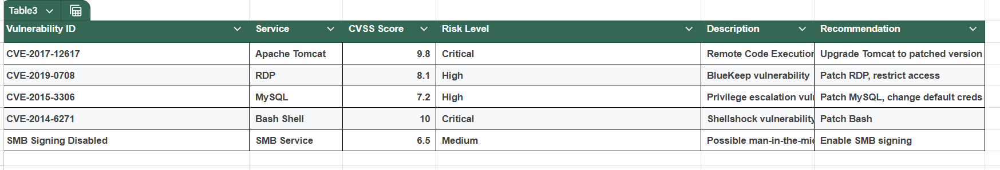 Table3
Vulnerability ID Service CVSS Score Risk Level Description Recommendation
CVE-2017-12617 Apache Tomcat 9.8 Critical Remote Code Execution Upgrade Tomcat to patched version
CVE-2019-0708 RDP 8.1 High BlueKeep vulnerability Patch RDP, restrict access
CVE-2015-3306 MySQL 7.2 High Privilege escalation Patch MySQL, change default creds
CVE-2014-6271 Bash Shell 10 Critical Shellshock vulnerability Patch Bash
SMB Signing Disabled SMB Service 6.5 Medium Possible man-in-the- Enable SMB signing